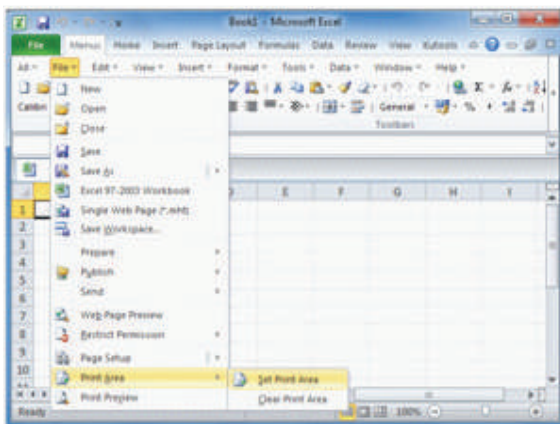 Book1 - Microsoft Excel
File Menus Home Insert Page Layout Formulas Data Review View Kutools
All File Edit View Insert Format Tools Data Window Help
New
Calibri General
Open
Toolbars
Close
Save
Save As
Excel 97-2003 Workbook
E F G H I
Single Web Page (*.mht)
1
Save Workspace...
2
3
Prepare
4
Publish
5
Send
6
7 Web Page Preview
8 Restrict Permission
9 Page Setup
10
Print Area Set Print Area
Print Preview Clear Print Area
Ready 100%